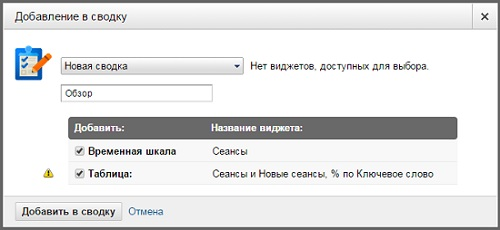 Добавление в сводку
Новая сводка Нет виджетов, доступных для выбора.
Обзор
Добавить: Название виджета:
Временная шкала Сеансы
Таблица: Сеансы и Новые сеансы, % по Ключевое слово
Добавить в сводку Отмена